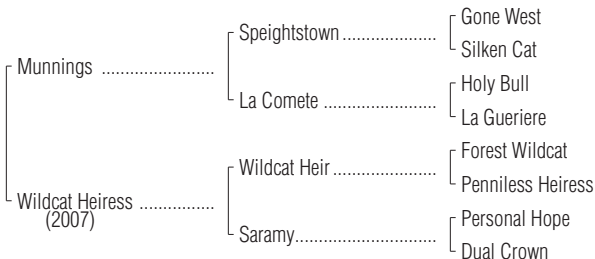 Gone West
Speightstown ..................
Silken Cat
Munnings .....................
Holy Bull
La Comete .....................
La Gueriere
Forest Wildcat
Wildcat Heir ...................
Penniless Heiress
Wildcat Heiress ..............
(2007)
Personal Hope
Saramy..........................
Dual Crown